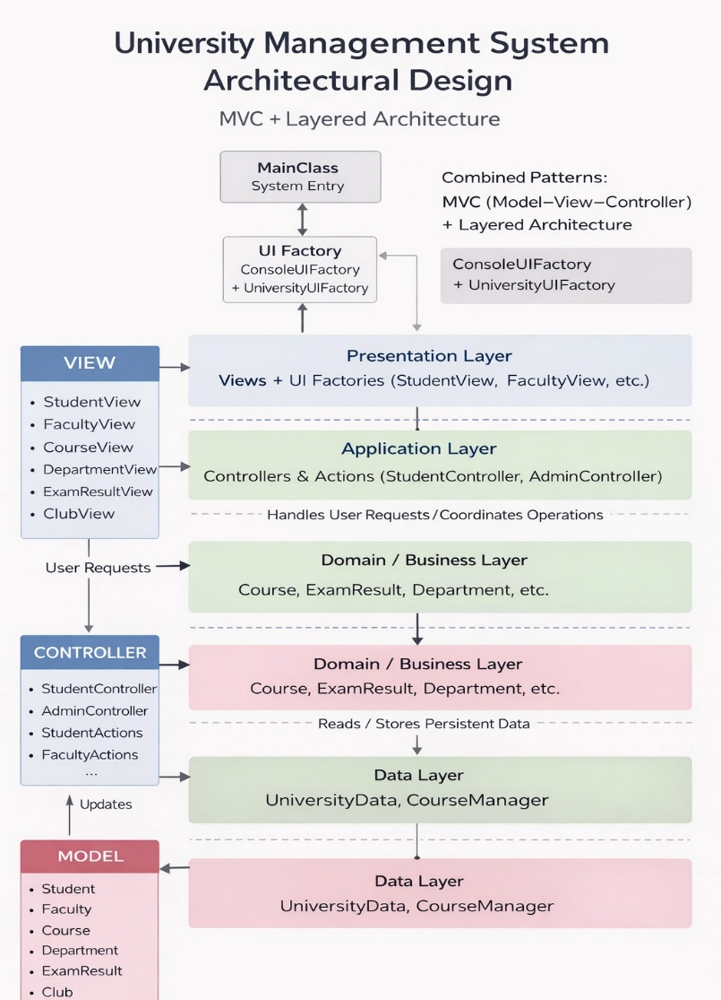 University Management System
Architectural Design
MVC + Layered Architecture
MainClass
System Entry
Combined Patterns:
MVC (Model–View–Controller)
+ Layered Architecture
UI Factory
ConsoleUIFactory
+ UniversityUIFactory
ConsoleUIFactory
+ UniversityUIFactory
VIEW
• StudentView
• FacultyView
• CourseView
• DepartmentView
• ExamResultView
• ClubView
Presentation Layer
Views + UI Factories (StudentView, FacultyView, etc.)
Application Layer
Controllers & Actions (StudentController, AdminController)
Handles User Requests / Coordinates Operations
User Requests
Domain / Business Layer
Course, ExamResult, Department, etc.
CONTROLLER
• StudentController
• AdminController
• StudentActions
• FacultyActions
...
Domain / Business Layer
Course, ExamResult, Department, etc.
Reads / Stores Persistent Data
Data Layer
UniversityData, CourseManager
Updates
MODEL
• Student
• Faculty
• Course
• Department
• ExamResult
• Club
Data Layer
UniversityData, CourseManager